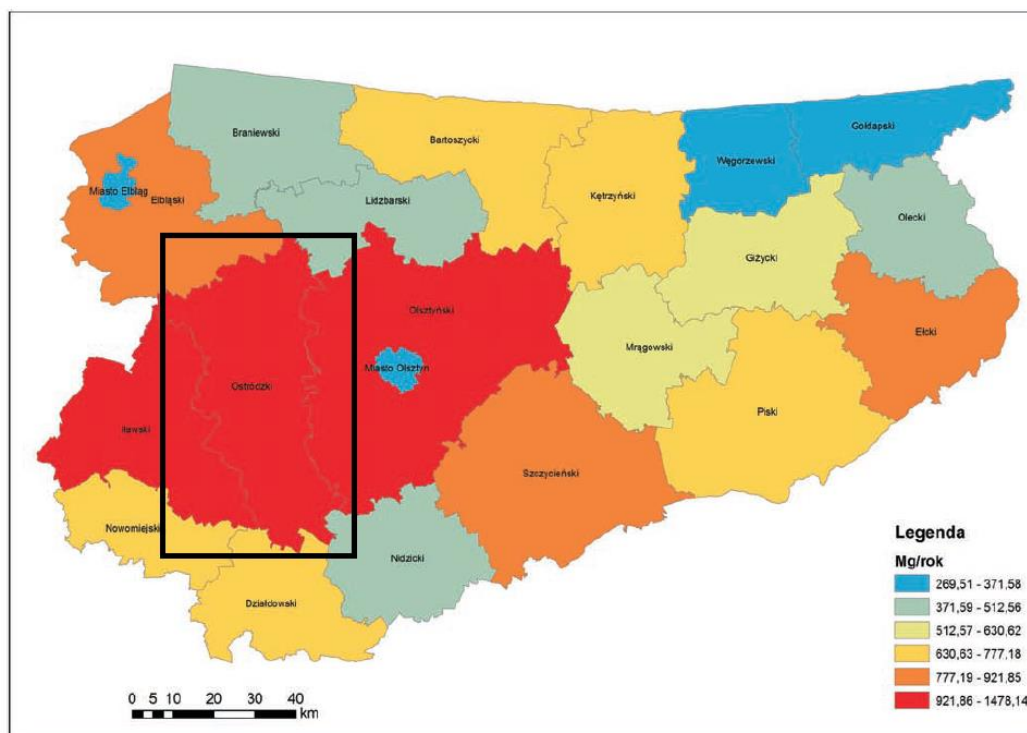 Braniewski
Bartoszycki
Gołdapski
Węgorzewski
Miasto Elbląg
Elbląski
Lidzbarski
Kętrzyński
Olecki
Giżycki
Olsztyński
Ełcki
Mrągowski
Miasto Olsztyn
Ostródzki
Piski
Iławski
Szczycieński
Nowomiejski
Nidzicki
Działdowski
Legenda
Mg/rok
269,51 - 371,58
371,59 - 512,56
512,57 - 630,62
630,63 - 777,18
777,19 - 921,85
921,86 - 1478,14
0 5 10 20 30 40
km